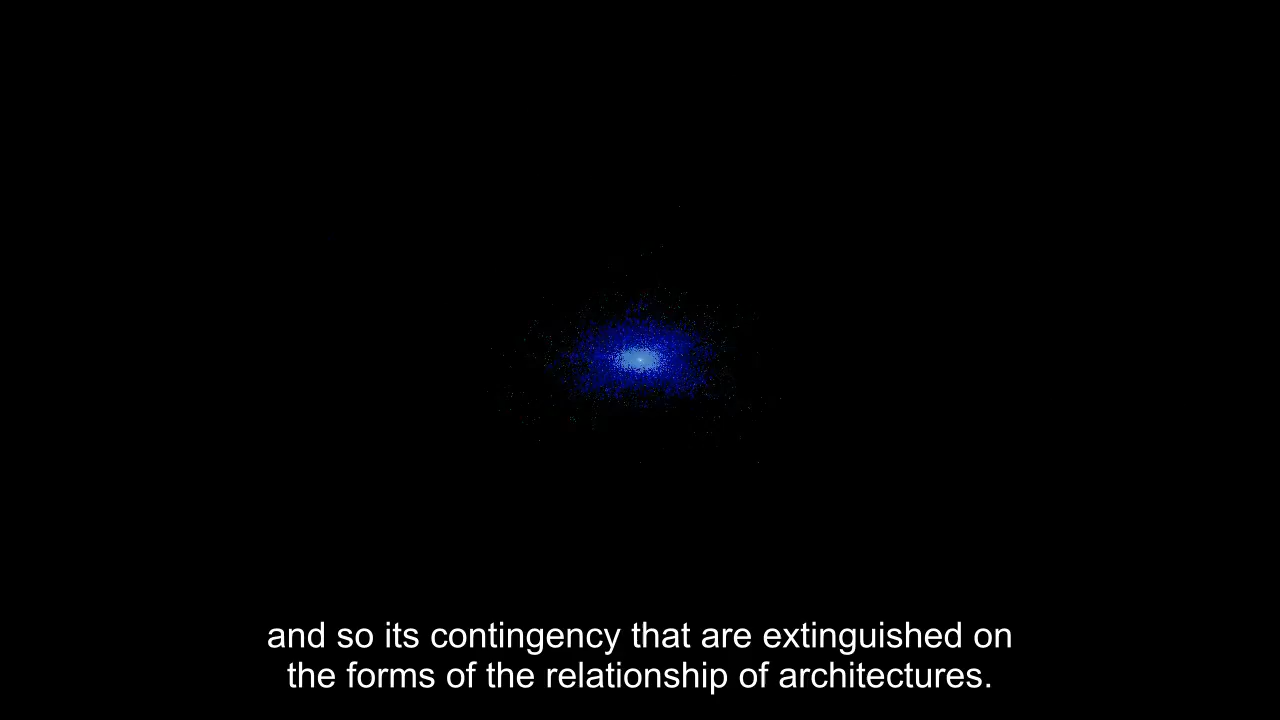 and so its contingency that are extinguished on
the forms of the relationship of architectures.